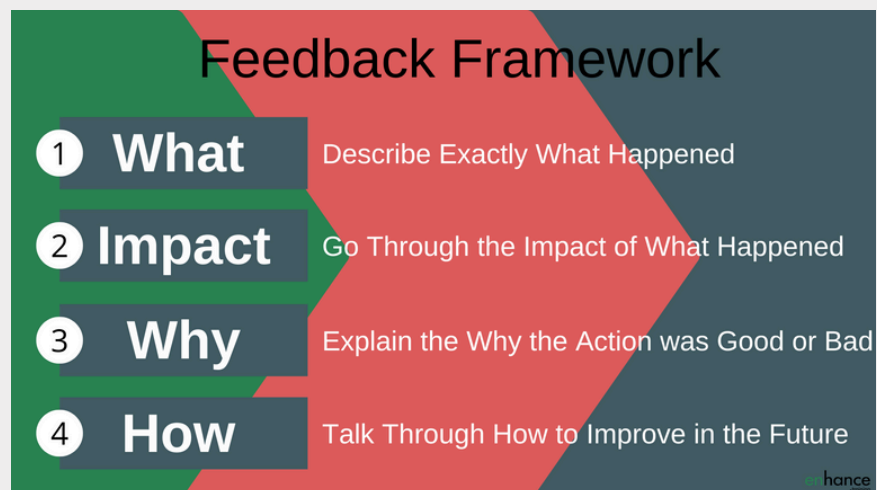 Feedback Framework
1 What Describe Exactly What Happened
2 Impact Go Through the Impact of What Happened
3 Why Explain the Why the Action was Good or Bad
4 How Talk Through How to Improve in the Future
enhance